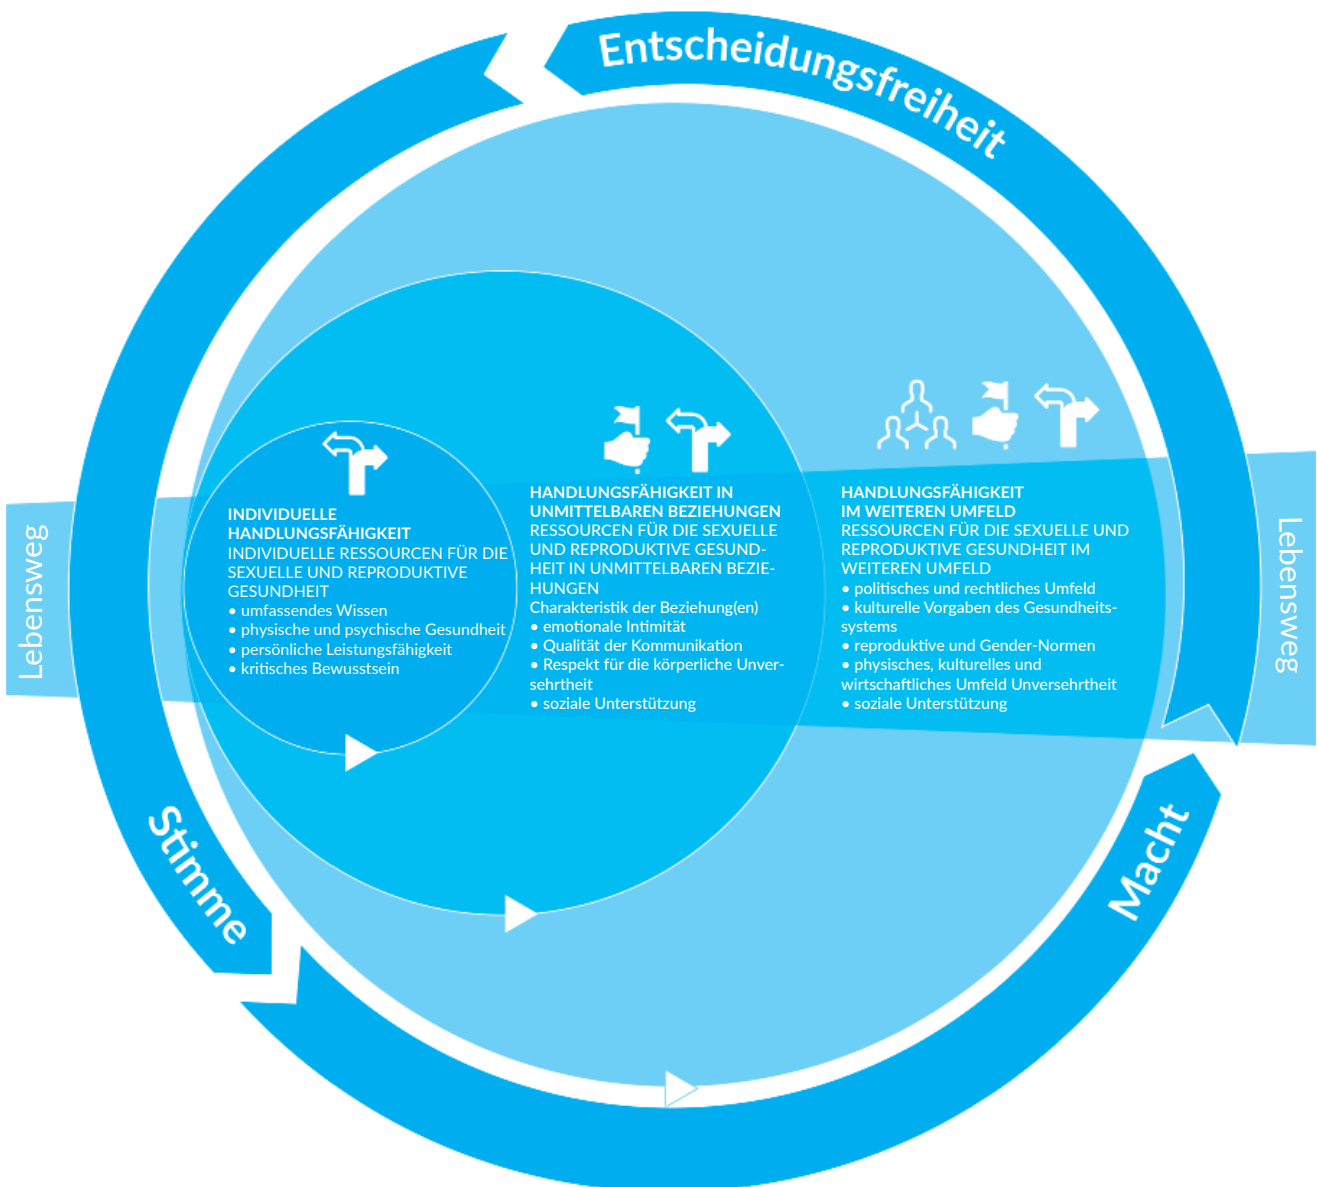 Entscheidungsfreiheit
Lebensweg
INDIVIDUELLE
HANDLUNGSFÄHIGKEIT
INDIVIDUELLE RESSOURCEN FÜR DIE
SEXUELLE UND REPRODUKTIVE
GESUNDHEIT
• umfassendes Wissen
• physische und psychische Gesundheit
• persönliche Leistungsfähigkeit
• kritisches Bewusstsein
HANDLUNGSFÄHIGKEIT IN
UNMITTELBAREN BEZIEHUNGEN
RESSOURCEN FÜR DIE SEXUELLE
UND REPRODUKTIVE GESUND-
HEIT IN UNMITTELBAREN BEZIE-
HUNGEN
Charakteristik der Beziehung(en)
• emotionale Intimität
• Qualität der Kommunikation
• Respekt für die körperliche Unver-
sehrtheit
• soziale Unterstützung
HANDLUNGSFÄHIGKEIT
IM WEITEREN UMFELD
RESSOURCEN FÜR DIE SEXUELLE UND
REPRODUKTIVE GESUNDHEIT IM
WEITEREN UMFELD
• politisches und rechtliches Umfeld
• kulturelle Vorgaben des Gesundheits-
systems
• reproduktive und Gender-Normen
• physisches, kulturelles und
wirtschaftliches Umfeld Unversehrtheit
• soziale Unterstützung
Lebensweg
Stimme
Macht